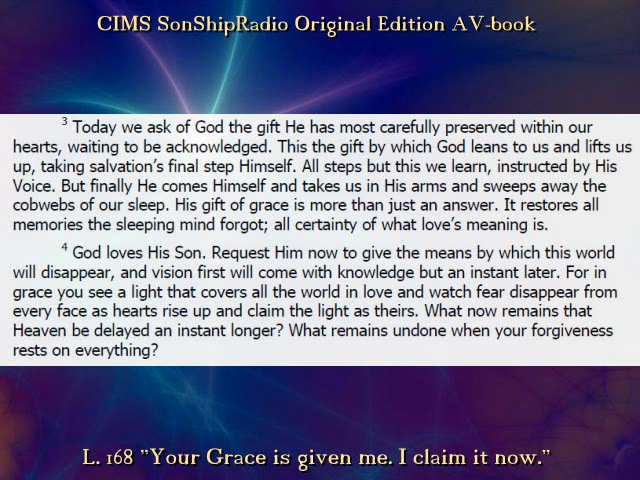 CIMS SonShipRadio Original Edition AV-book
3 Today we ask of God the gift He has most carefully preserved within our
hearts, waiting to be acknowledged. This the gift by which God leans to us and lifts us
up, taking salvation's final step Himself. All steps but this we learn, instructed by His
Voice. But finally He comes Himself and takes us in His arms and sweeps away the
cobwebs of our sleep. His gift of grace is more than just an answer. It restores all
memories the sleeping mind forgot; all certainty of what love's meaning is.
4 God loves His Son. Request Him now to give the means by which this world
will disappear, and vision first will come with knowledge but an instant later. For in
grace you see a light that covers all the world in love and watch fear disappear from
every face as hearts rise up and claim the light as theirs. What now remains that
Heaven be delayed an instant longer? What remains undone when your forgiveness
rests on everything?
L. 168 "Your Grace is given me. I claim it now."